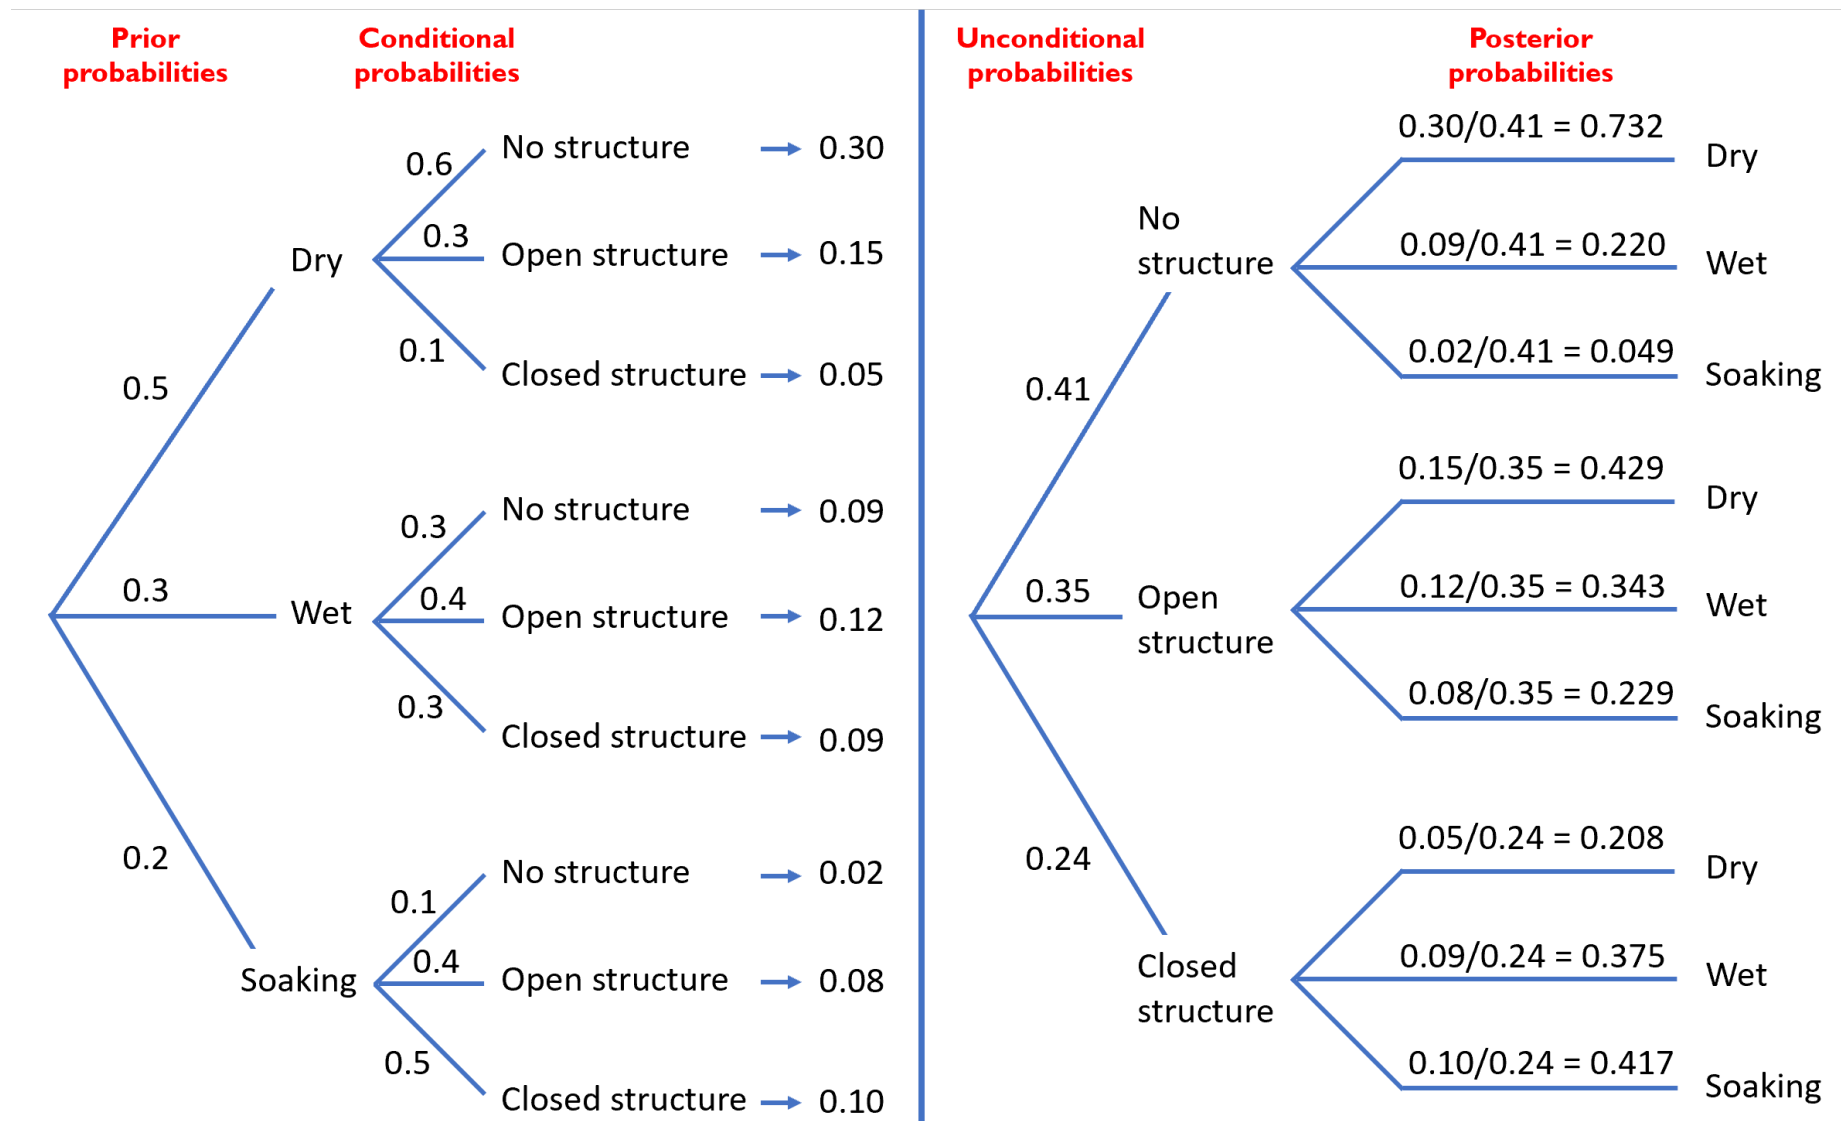 Prior
probabilities
Conditional
probabilities
0.6
No structure
0.30
0.3
Open structure
0.15
Dry
0.1
Closed structure
0.05
0.5
0.3
No structure
0.09
0.3
0.4
Open structure
0.12
Wet
0.3
Closed structure
0.09
0.2
0.1
No structure
0.02
0.4
Open structure
0.08
Soaking
0.5
Closed structure
0.10
Unconditional
probabilities
Posterior
probabilities
0.30/0.41 = 0.732
Dry
No
structure
0.09/0.41 = 0.220
Wet
0.02/0.41 = 0.049
Soaking
0.41
0.15/0.35 = 0.429
Dry
0.35
Open
structure
0.12/0.35 = 0.343
Wet
0.08/0.35 = 0.229
Soaking
0.24
0.05/0.24 = 0.208
Dry
Closed
structure
0.09/0.24 = 0.375
Wet
0.10/0.24 = 0.417
Soaking